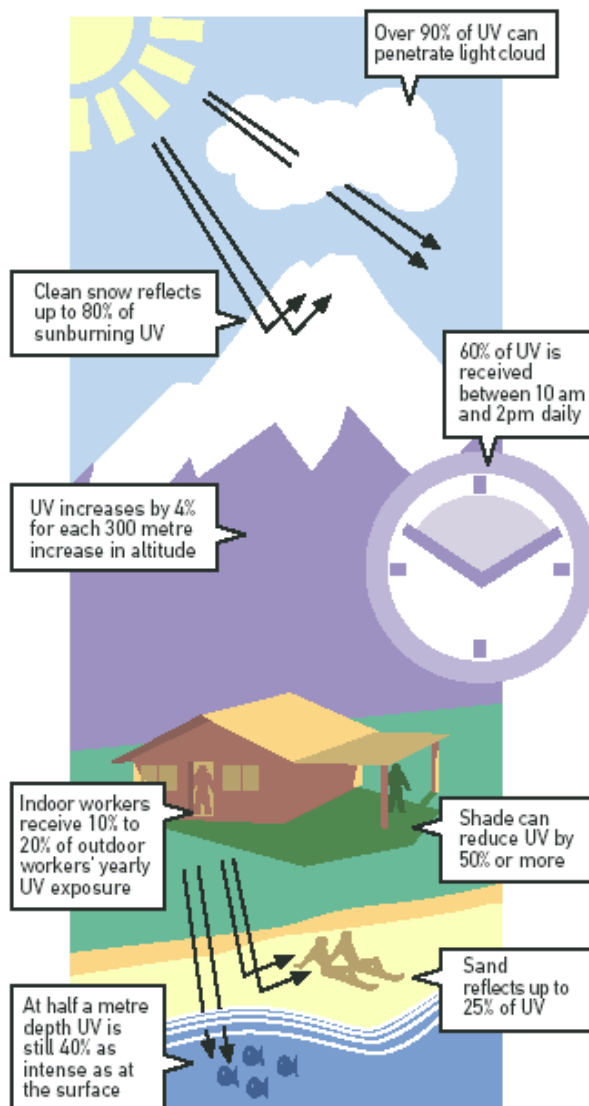 Over 90% of UV can
penetrate light cloud
Clean snow reflects
up to 80% of
sunburning UV
60% of UV is
received
between 10 am
and 2pm daily
UV increases by 4%
for each 300 metre
increase in altitude
Indoor workers
receive 10% to
20% of outdoor
workers' yearly
UV exposure
Shade can
reduce UV by
50% or more
Sand
reflects up to
25% of UV
At half a metre
depth UV is
still 40% as
intense as at
the surface